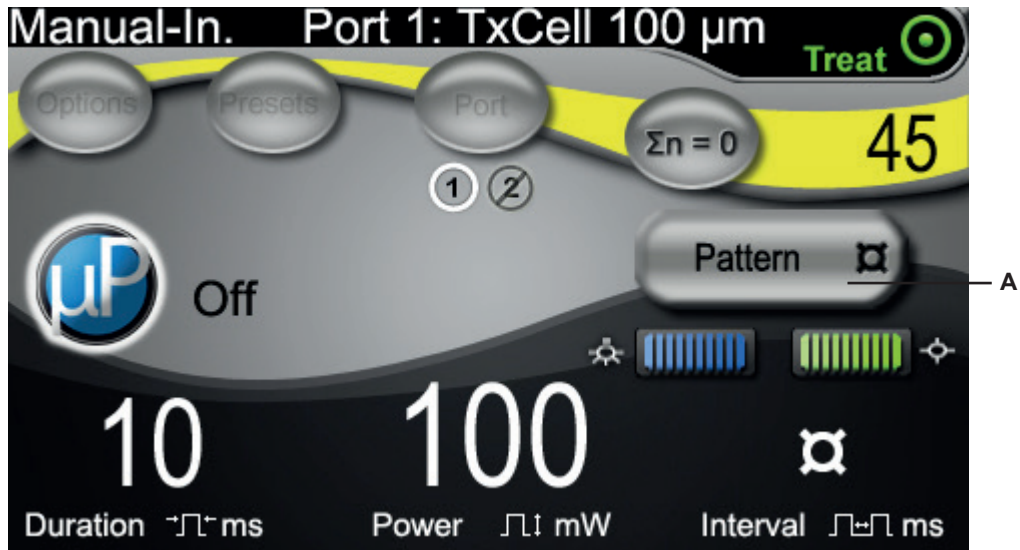 Manual-In. Port 1: TxCell 100 µm
Treat
Options Presets Port
Σn = 0 45
1 2
Pattern ¤
A
µP Off
10 100 ¤
Duration ms Power mW Interval ms